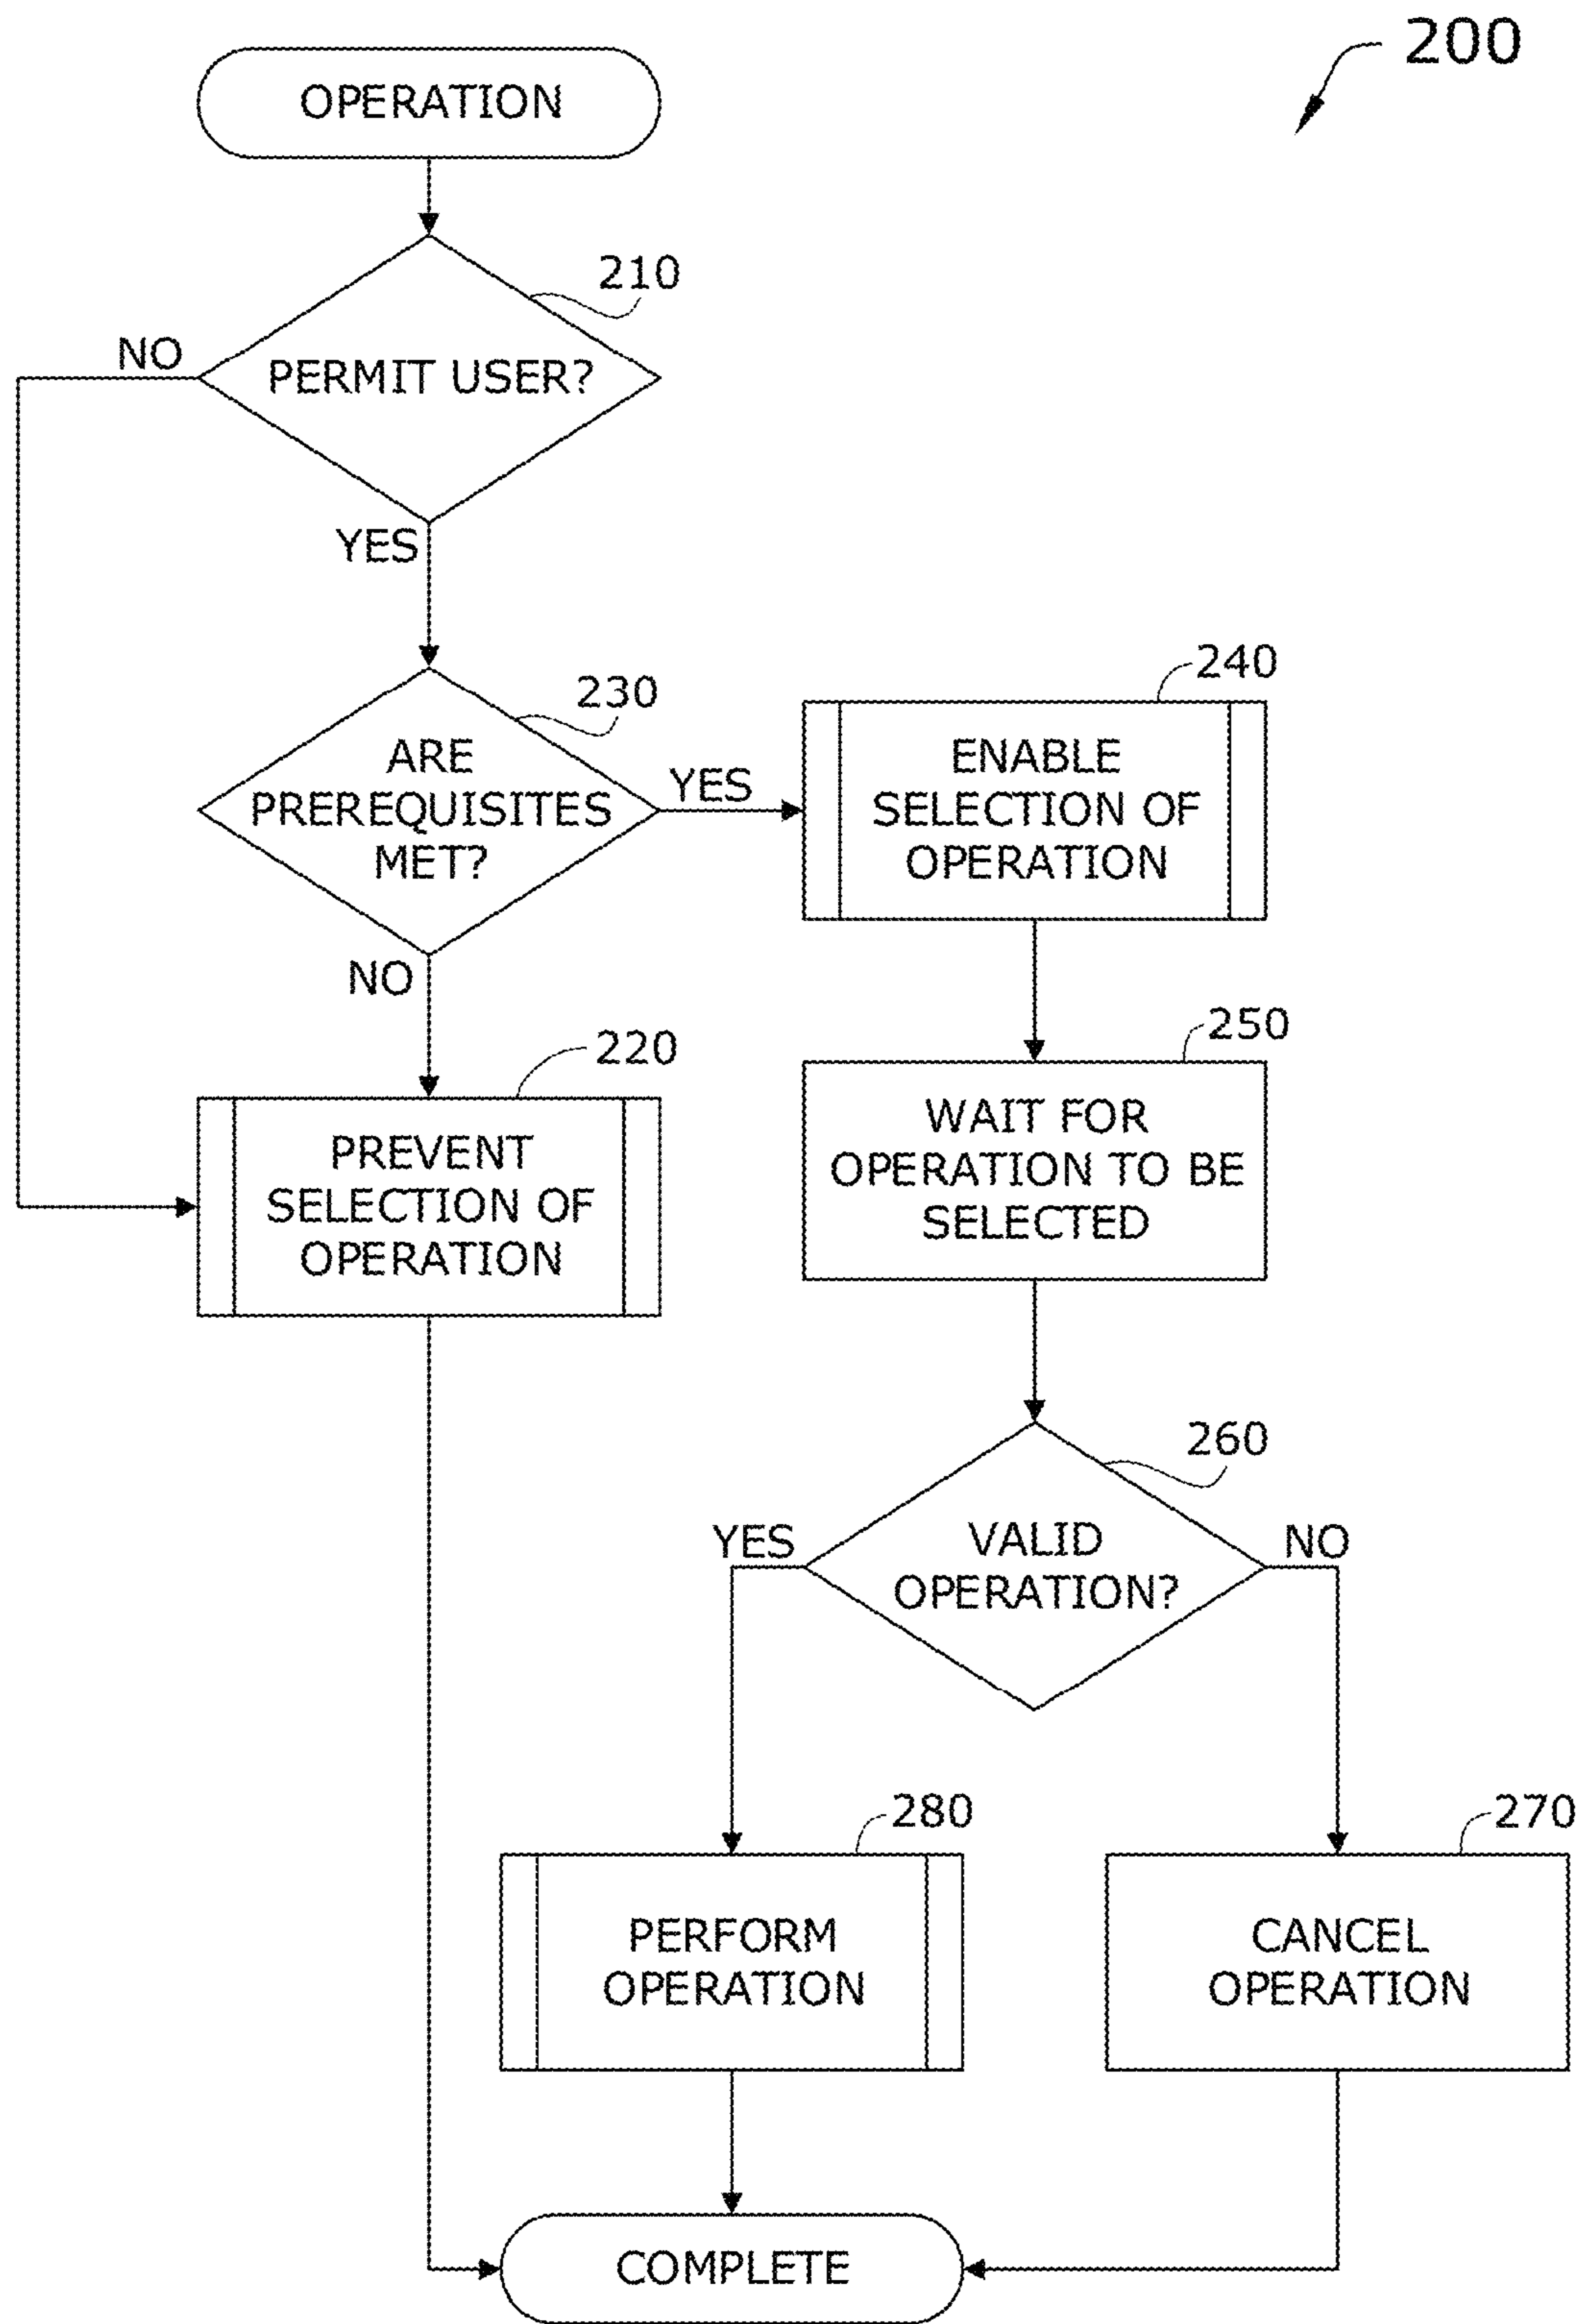 200
OPERATION
210
NO
PERMIT USER?
YES
230
ARE
PREREQUISITES
MET?
YES
240
ENABLE
SELECTION OF
OPERATION
NO
220
PREVENT
SELECTION OF
OPERATION
250
WAIT FOR
OPERATION TO BE
SELECTED
260
YES
VALID
OPERATION?
NO
280
PERFORM
OPERATION
270
CANCEL
OPERATION
COMPLETE